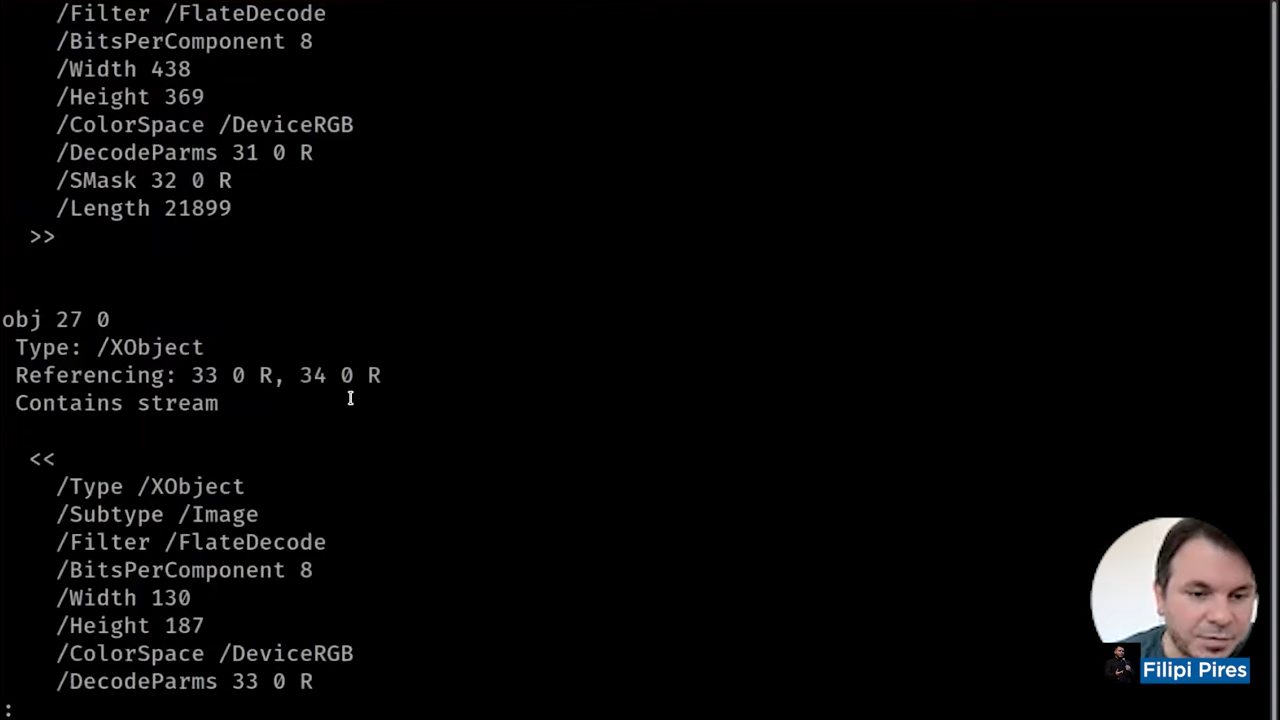 /Filter /FlateDecode
/BitsPerComponent 8
/Width 438
/Height 369
/ColorSpace /DeviceRGB
/DecodeParms 31 0 R
/SMask 32 0 R
/Length 21899
>>
obj 27 0
Type: /XObject
Referencing: 33 0 R, 34 0 R
Contains stream
<<
/Type /XObject
/Subtype /Image
/Filter /FlateDecode
/BitsPerComponent 8
/Width 130
/Height 187
/ColorSpace /DeviceRGB
/DecodeParms 33 0 R
:
Filipi Pires